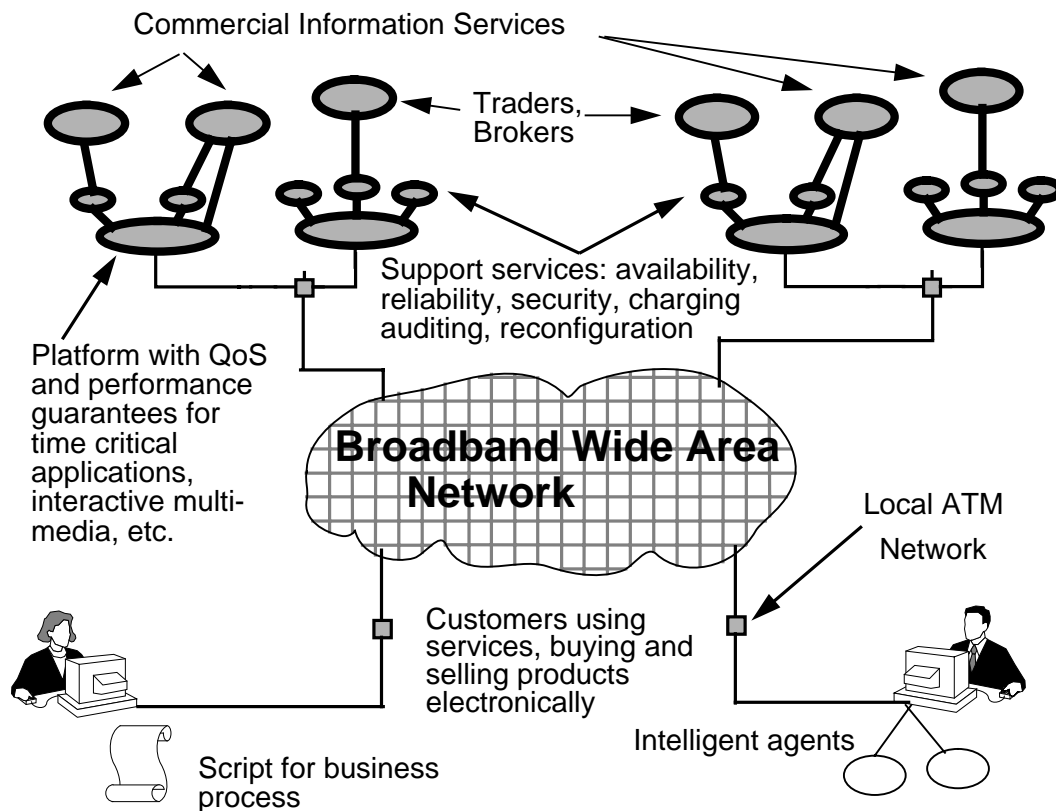 Commercial Information Services
Traders,
Brokers
Support services: availability,
reliability, security, charging
auditing, reconfiguration
Platform with QoS
and performance
guarantees for
time critical
applications,
interactive multi-
media, etc.
Broadband Wide Area
Network
Local ATM
Network
Customers using
services, buying and
selling products
electronically
Intelligent agents
Script for business
process